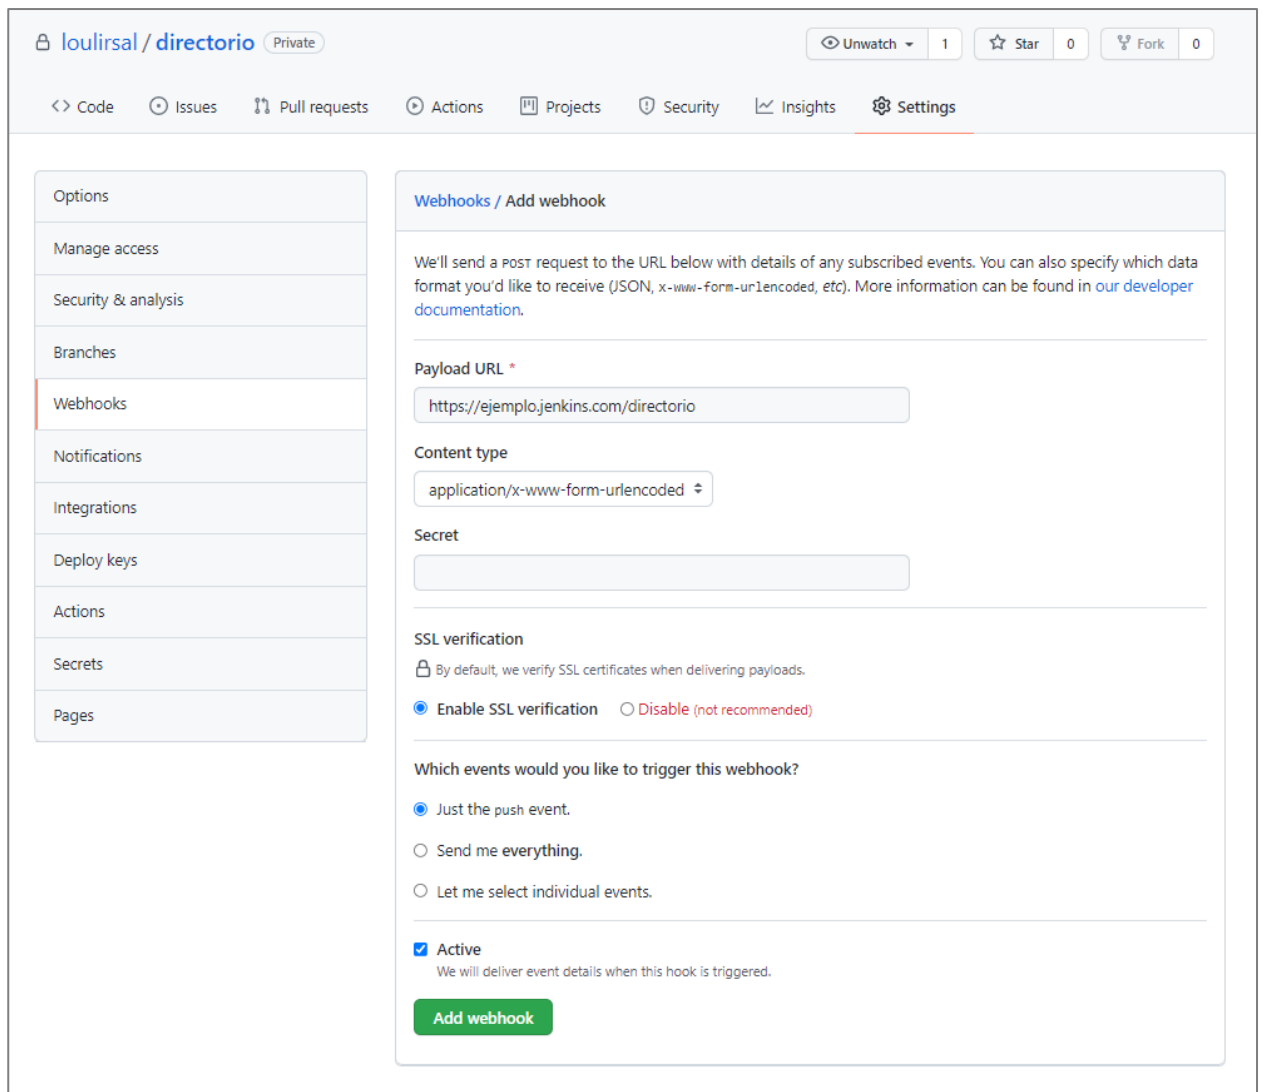 loulirsal / directorio Private Unwatch 1 Star 0 Fork 0
Code Issues Pull requests Actions Projects Security Insights Settings
Options
Manage access
Security & analysis
Branches
Webhooks
Notifications
Integrations
Deploy keys
Actions
Secrets
Pages
Webhooks / Add webhook
We'll send a POST request to the URL below with details of any subscribed events. You can also specify which data
format you'd like to receive (JSON, x-www-form-urlencoded, etc). More information can be found in our developer
documentation.
Payload URL *
https://ejemplo.jenkins.com/directorio
Content type
application/x-www-form-urlencoded
Secret
SSL verification
By default, we verify SSL certificates when delivering payloads.
Enable SSL verification Disable (not recommended)
Which events would you like to trigger this webhook?
Just the push event.
Send me everything.
Let me select individual events.
Active
We will deliver event details when this hook is triggered.
Add webhook